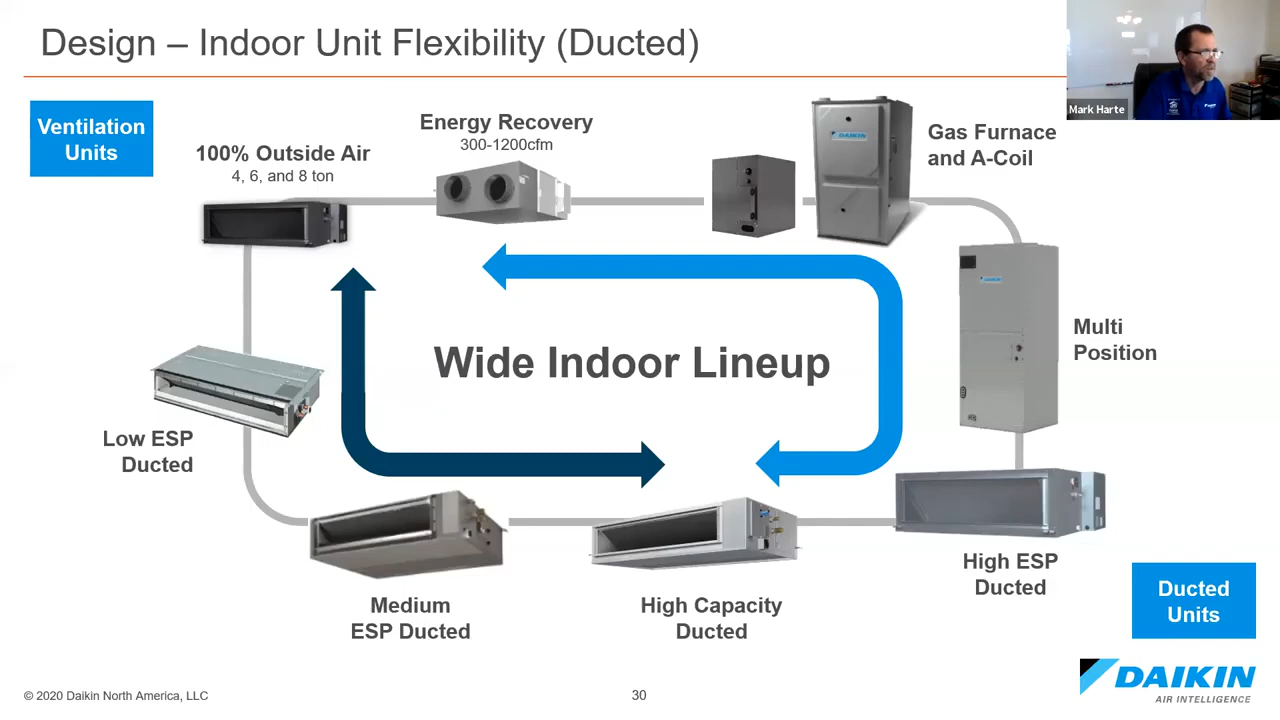 Design – Indoor Unit Flexibility (Ducted)
Mark Harte
Ventilation
Units
100% Outside Air
4, 6, and 8 ton
Energy Recovery
300-1200cfm
DAIKIN
Gas Furnace
and A-Coil
DAIKIN
Multi
Position
Wide Indoor Lineup
Low ESP
Ducted
Medium
ESP Ducted
High Capacity
Ducted
High ESP
Ducted
Ducted
Units
DAIKIN
AIR INTELLIGENCE
© 2020 Daikin North America, LLC
30